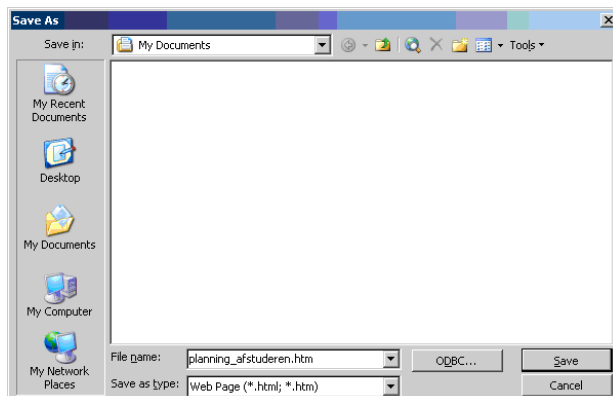 Save As
Save in:
My Documents
Tools
My Recent
Documents
Desktop
My Documents
My Computer
My Network
Places
File name:
planning_afstuderen.htm
ODBC...
Save
Save as type:
Web Page (*.html; *.htm)
Cancel